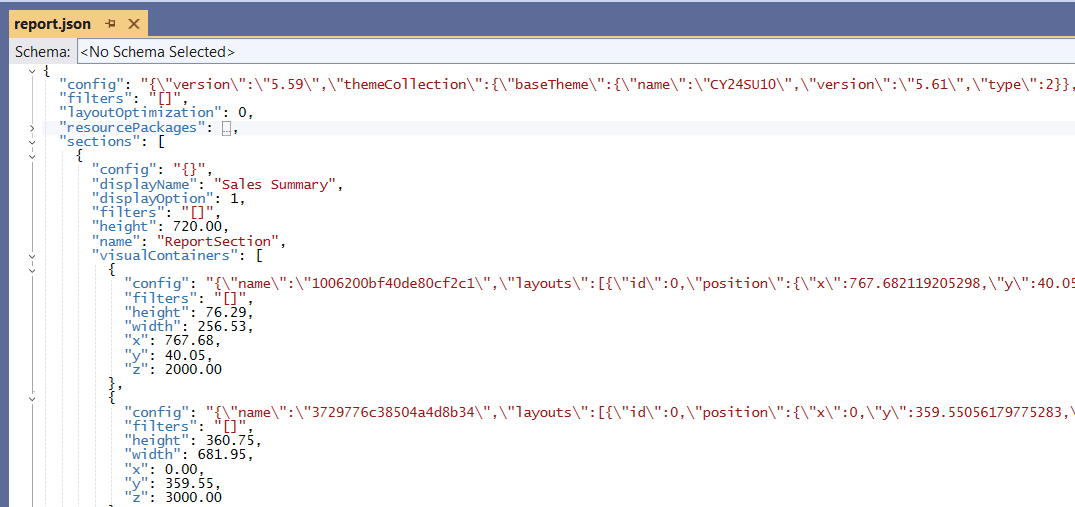 report.json
Schema: <No Schema Selected>
{
"config": "{\"version\":\"5.59\",\"themeCollection\":{\"baseTheme\":{\"name\":\"CY24SU10\",\"version\":\"5.61\",\"type\":2}},
"filters": "[]",
"layoutOptimization": 0,
"resourcePackages": ...,
"sections": [
{
"config": "{}",
"displayName": "Sales Summary",
"displayOption": 1,
"filters": "[]",
"height": 720.00,
"name": "ReportSection",
"visualContainers": [
{
"config": "{\"name\":\"1006200bf40de80cf2c1\",\"layouts\":[{\"id\":0,\"position\":{\"x\":767.682119205298,\"y\":40.05
"filters": "[]",
"height": 76.29,
"width": 256.53,
"x": 767.68,
"y": 40.05,
"z": 2000.00
},
{
"config": "{\"name\":\"3729776c38504a4d8b34\",\"layouts\":[{\"id\":0,\"position\":{\"x\":0,\"y\":359.55056179775283,\
"filters": "[]",
"height": 360.75,
"width": 681.95,
"x": 0.00,
"y": 359.55,
"z": 3000.00